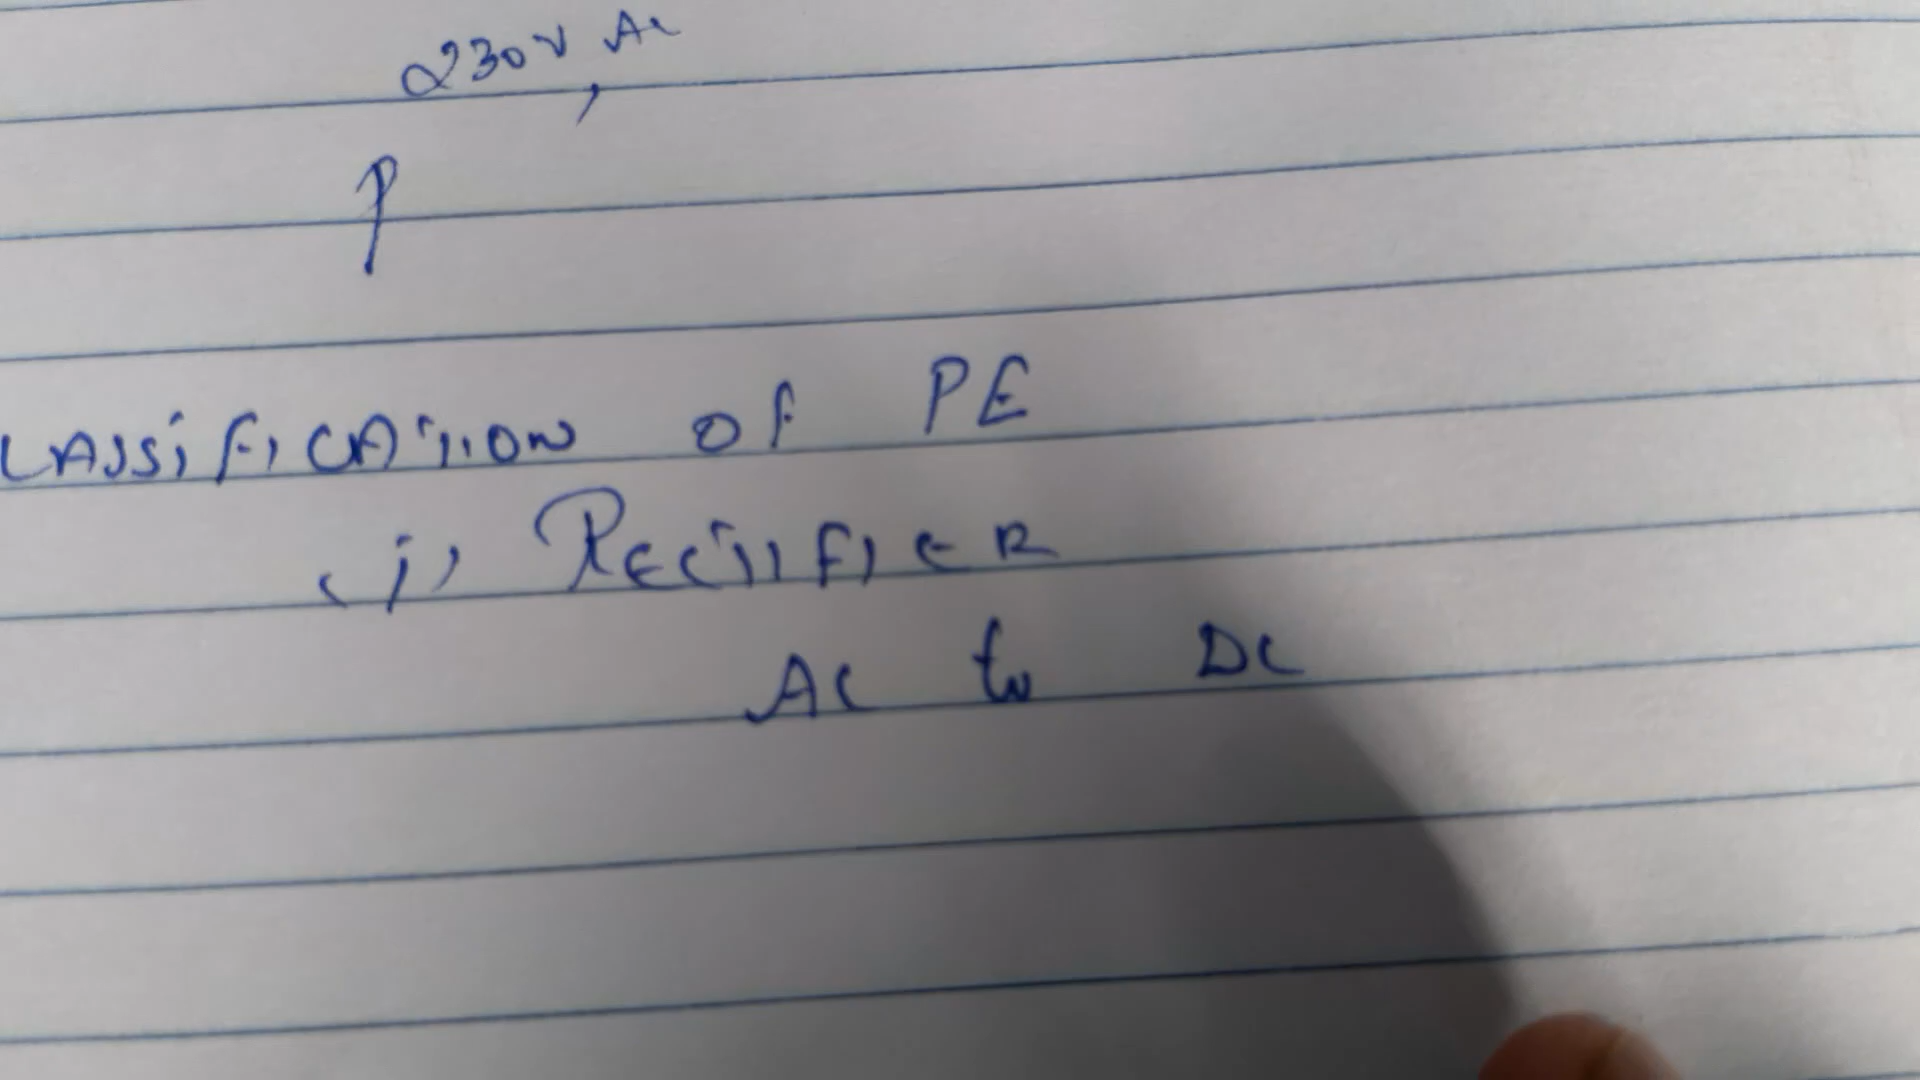 230V AC
,
P
LASSIFICATION OF PE
(i) RECTIFIER
AC to DC